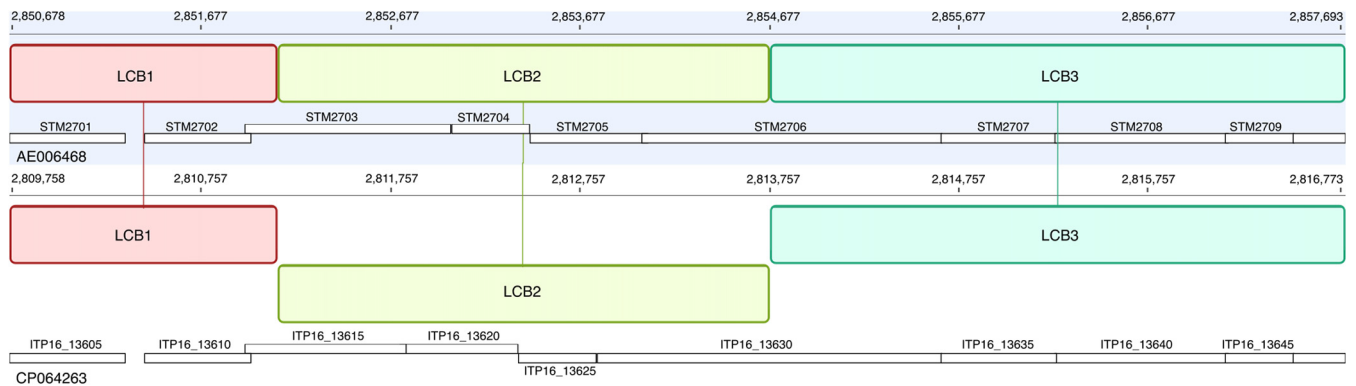 2,850,678 2,851,677 2,852,677 2,853,677 2,854,677 2,855,677 2,856,677 2,857,693
LCB1 LCB2 LCB3
STM2701 STM2702 STM2703 STM2704 STM2705 STM2706 STM2707 STM2708 STM2709
AE006468
2,809,758 2,810,757 2,811,757 2,812,757 2,813,757 2,814,757 2,815,757 2,816,773
LCB1 LCB3
LCB2
ITP16_13605 ITP16_13610 ITP16_13615 ITP16_13620 ITP16_13630 ITP16_13635 ITP16_13640 ITP16_13645
ITP16_13625
CP064263